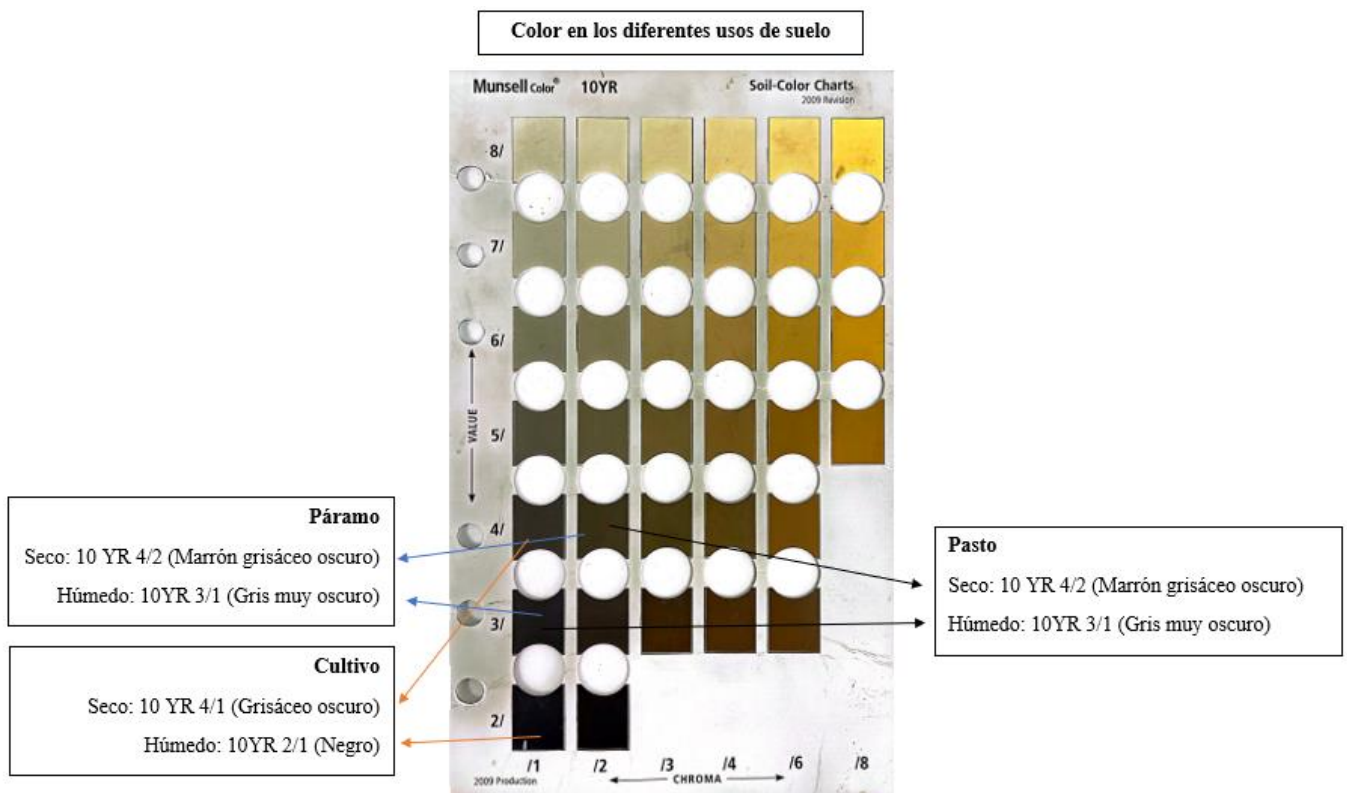 Color en los diferentes usos de suelo
Munsell Color® 10YR
Soil-Color Charts
2009 Revision
8/
7/
6/
5/
4/
3/
2/
VALUE
/1 /2 /3 /4 /6 /8
CHROMA
2009 Production
Páramo
Seco: 10 YR 4/2 (Marrón grisáceo oscuro)
Húmedo: 10YR 3/1 (Gris muy oscuro)
Cultivo
Seco: 10 YR 4/1 (Grisáceo oscuro)
Húmedo: 10YR 2/1 (Negro)
Pasto
Seco: 10 YR 4/2 (Marrón grisáceo oscuro)
Húmedo: 10YR 3/1 (Gris muy oscuro)